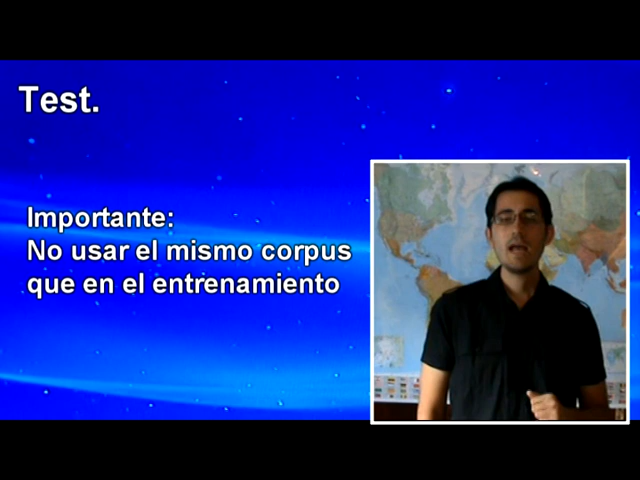 Test.
Importante:
No usar el mismo corpus
que en el entrenamiento